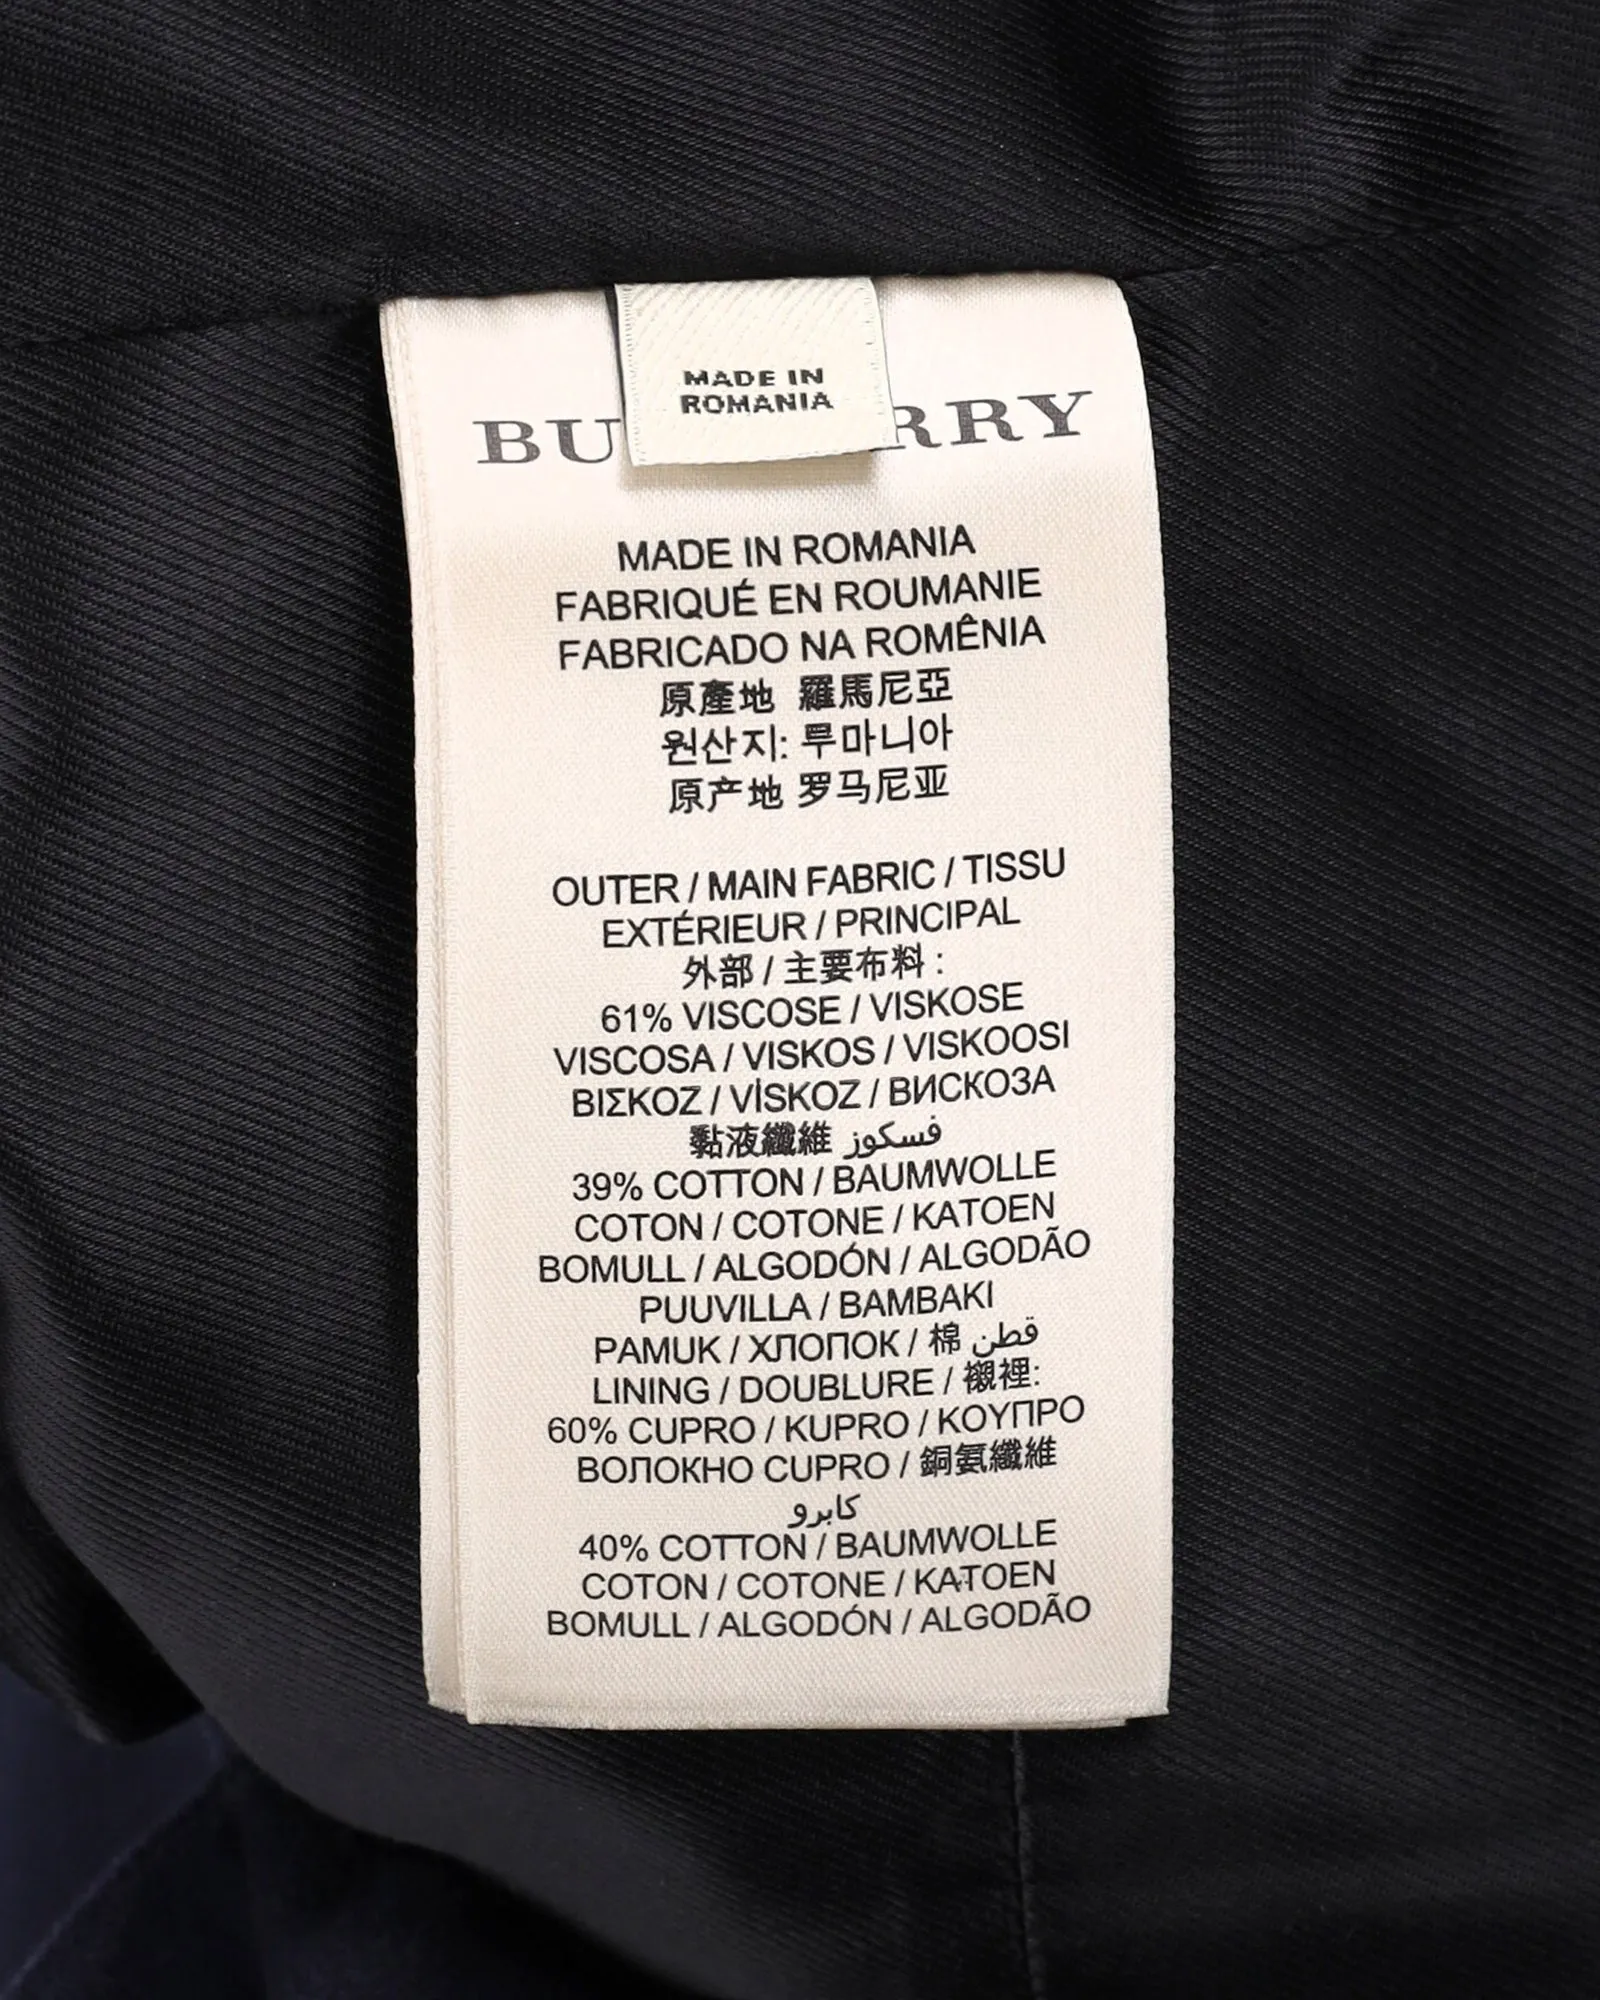 MADE IN
ROMANIA
BU RRY
MADE IN ROMANIA
FABRIQUÉ EN ROUMANIE
FABRICADO NA ROMÊNIA
原產地 羅馬尼亞
원산지: 루마니아
原产地 罗马尼亚
OUTER / MAIN FABRIC / TISSU
EXTÉRIEUR / PRINCIPAL
外部 / 主要布料 :
61% VISCOSE / VISKOSE
VISCOSA / VISKOS / VISKOOSI
ΒΙΣΚΟΖ / VİSKOZ / ВИСКОЗА
黏液纖維 فسكوز
39% COTTON / BAUMWOLLE
COTON / COTONE / KATOEN
BOMULL / ALGODÓN / ALGODÃO
PUUVILLA / BAMBAKI
PAMUK / ХЛОПОК / 棉 قطن
LINING / DOUBLURE / 襯裡:
60% CUPRO / KUPRO / ΚΟΥΠΡΟ
ВОЛОКНО CUPRO / 銅氨纖維
كابرو
40% COTTON / BAUMWOLLE
COTON / COTONE / KATOEN
BOMULL / ALGODÓN / ALGODÃO